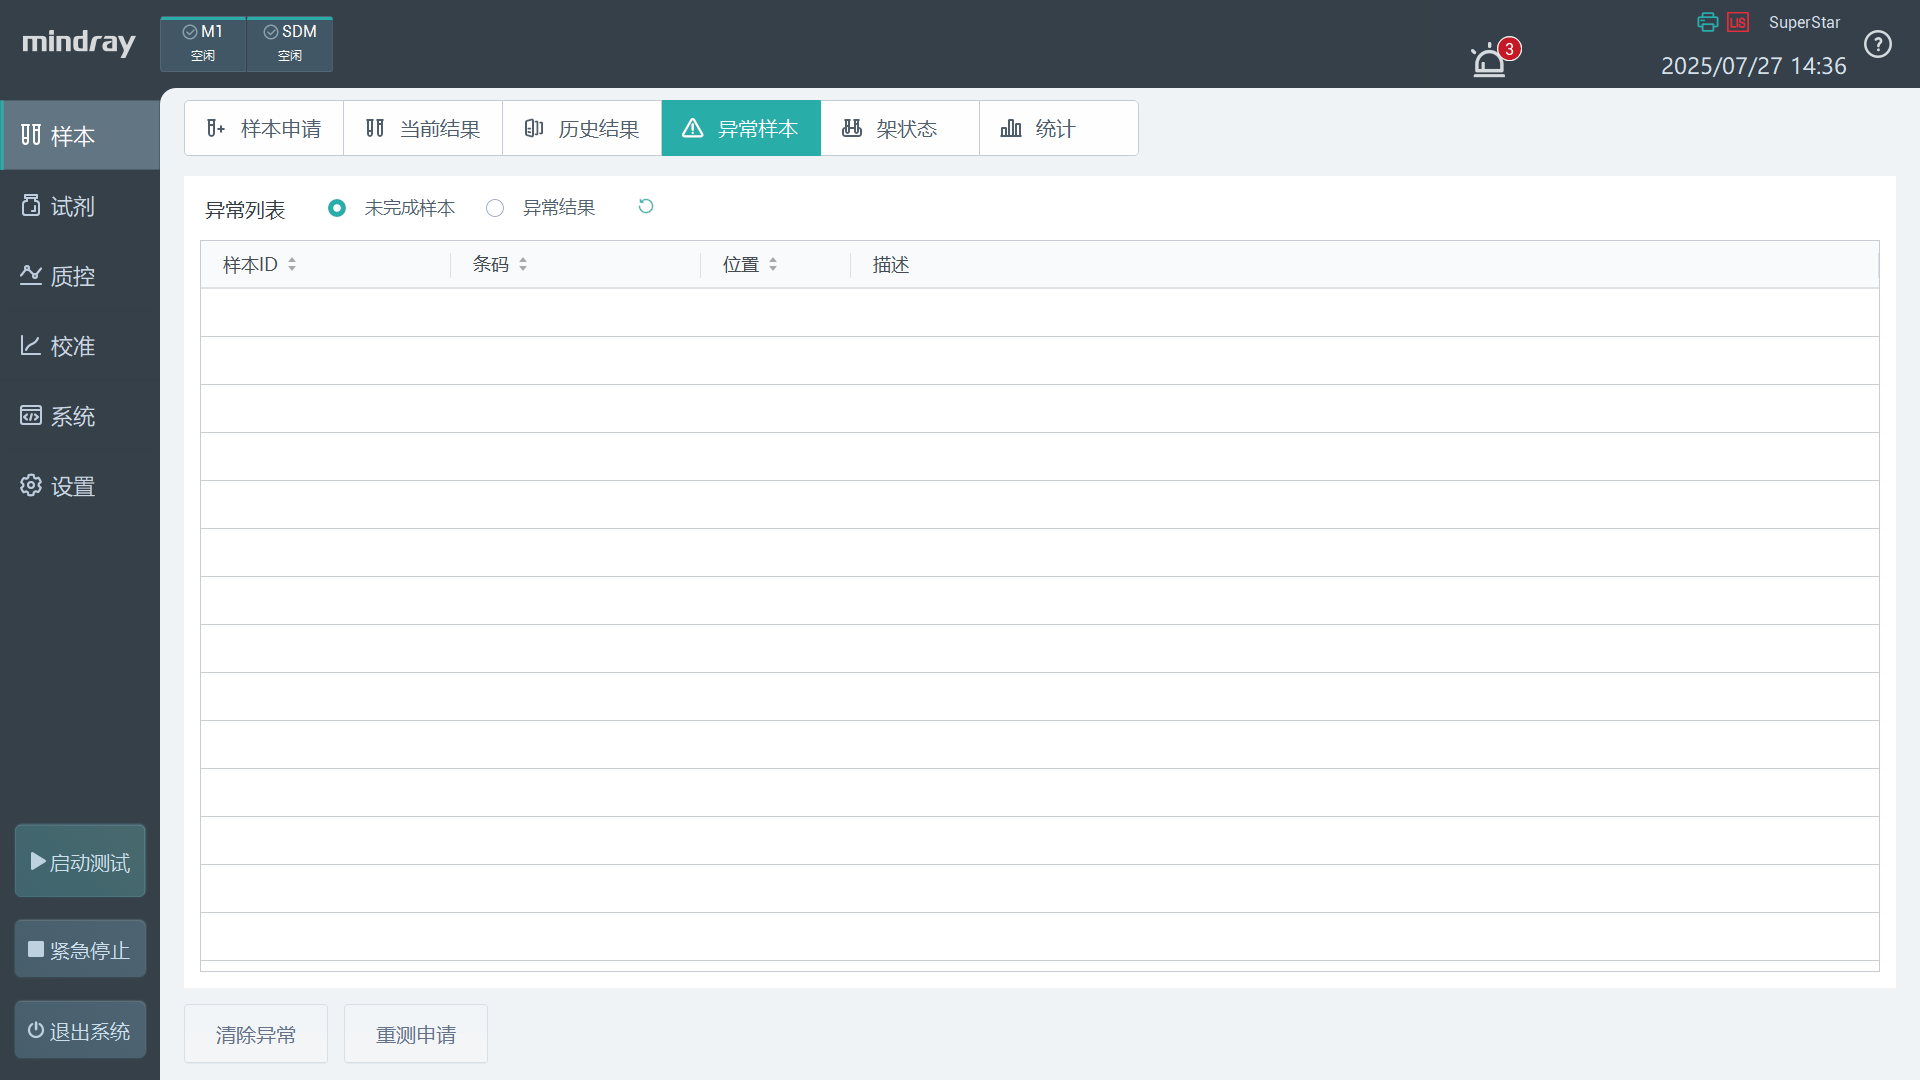 mindray
M1
空闲
SDM
空闲
3
LIS
SuperStar
2025/07/27 14:36
样本
试剂
质控
校准
系统
设置
启动测试
紧急停止
退出系统
样本申请
当前结果
历史结果
异常样本
架状态
统计
异常列表
未完成样本
异常结果
样本ID
条码
位置
描述
清除异常
重测申请